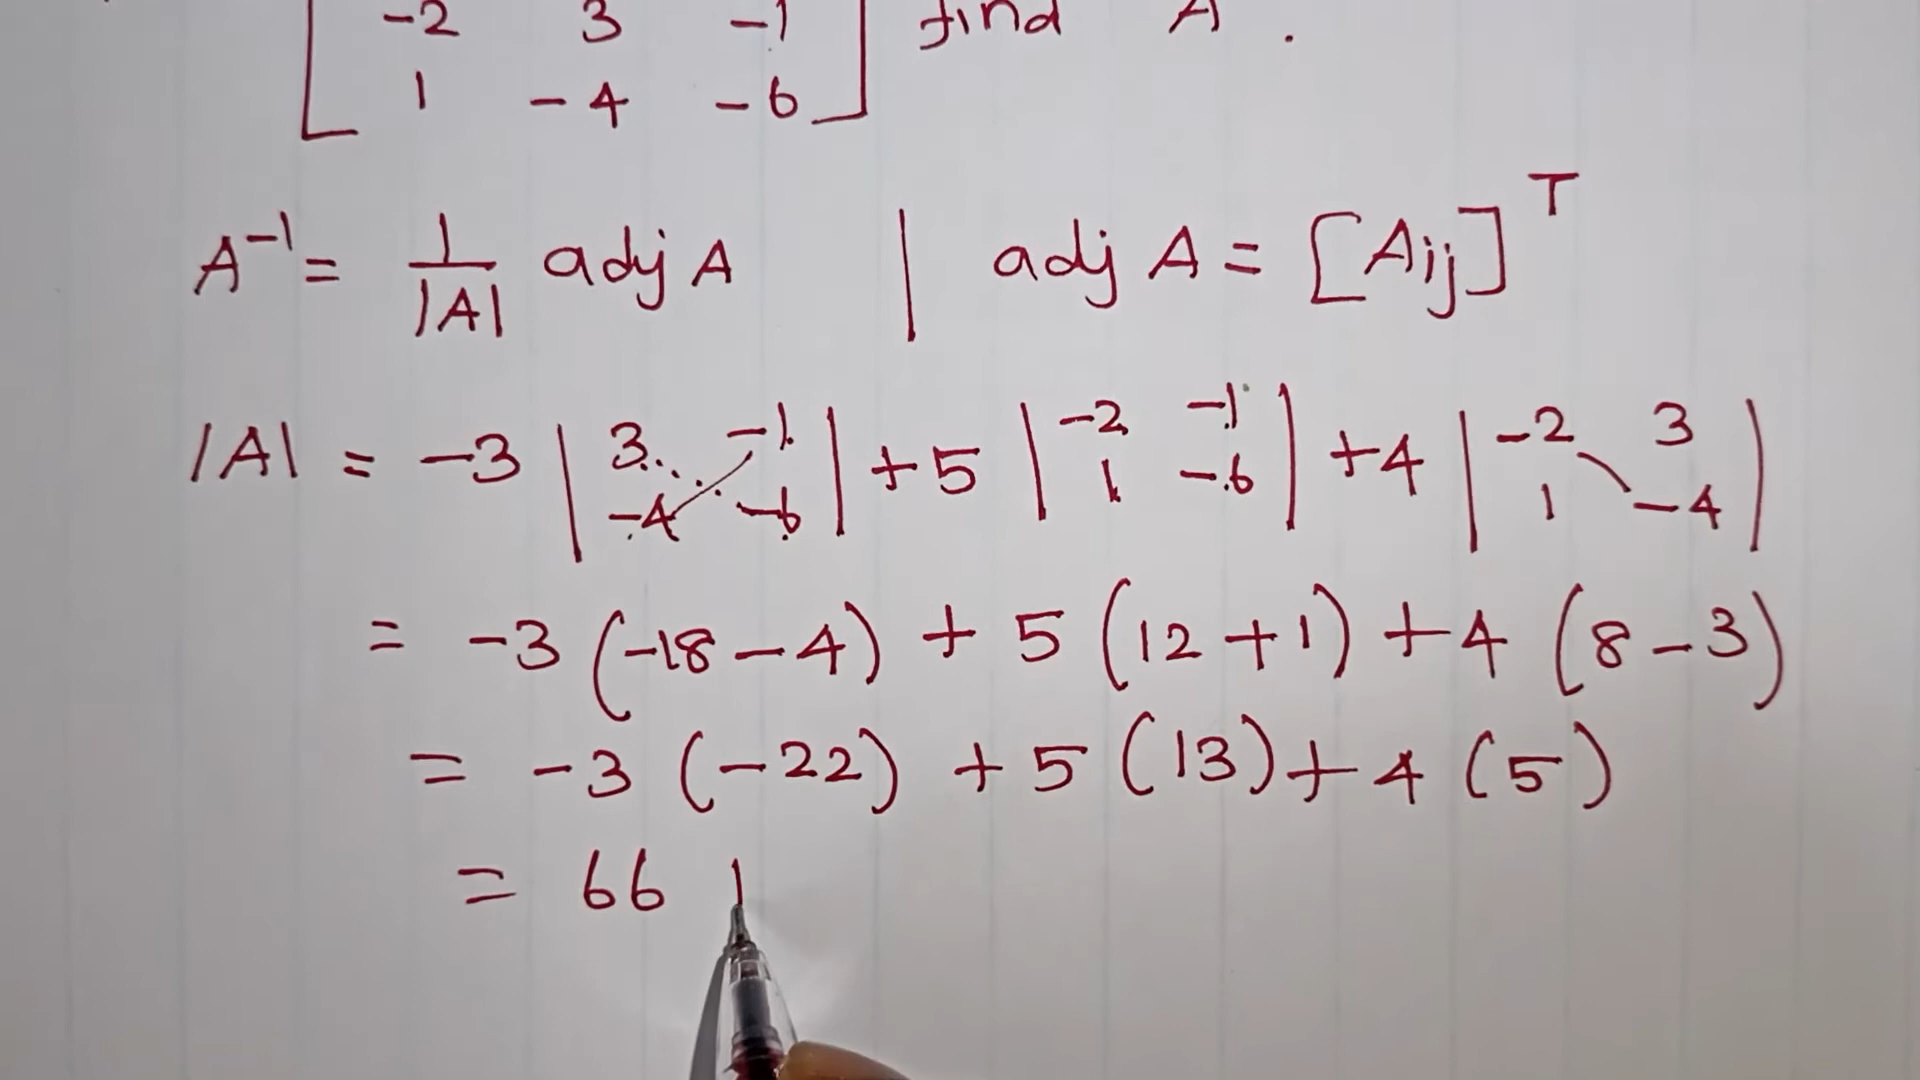 -2 3 -1 find A .
1 -4 -6
A⁻¹ = 1/|A| adj A | adj A = [Aij]ᵀ
|A| = -3 | 3 -1 | + 5 | -2 -1 | + 4 | -2 3 |
-4 -6 1 -6 1 -4
= -3 (-18 - 4) + 5 (12 + 1) + 4 (8 - 3)
= -3 (-22) + 5 (13) + 4 (5)
= 66